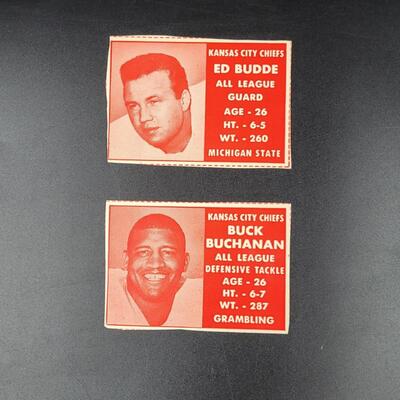 KANSAS CITY CHIEFS
ED BUDDE
ALL LEAGUE
GUARD
AGE - 26
HT. - 6-5
WT. - 260
MICHIGAN STATE
KANSAS CITY CHIEFS
BUCK
BUCHANAN
ALL LEAGUE
DEFENSIVE TACKLE
AGE - 26
HT. - 6-7
WT. - 287
GRAMBLING